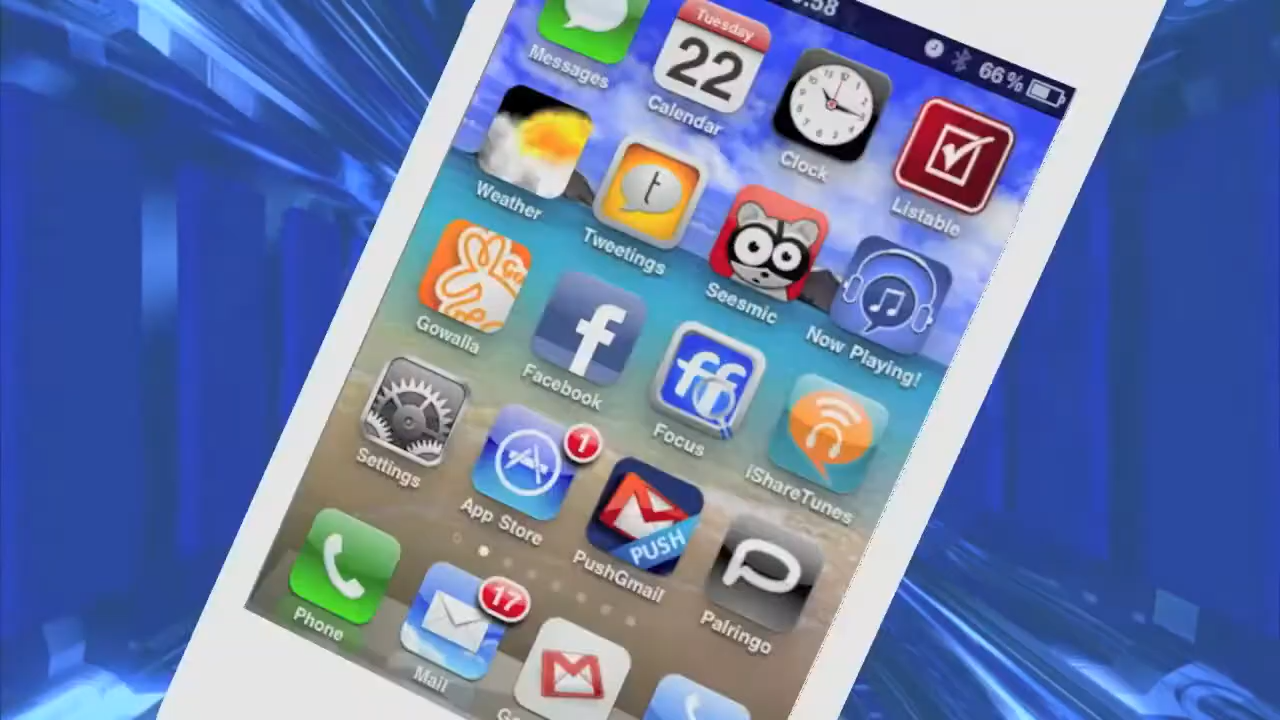 :58
66%
Tuesday
22
Messages
Calendar
Clock
Listable
t
Weather
Tweetings
Seesmic
Now Playing!
Gowalla
f
Facebook
ff
Focus
iShareTunes
Settings
1
App Store
PUSH
PushGmail
Palringo
Phone
17
Mail